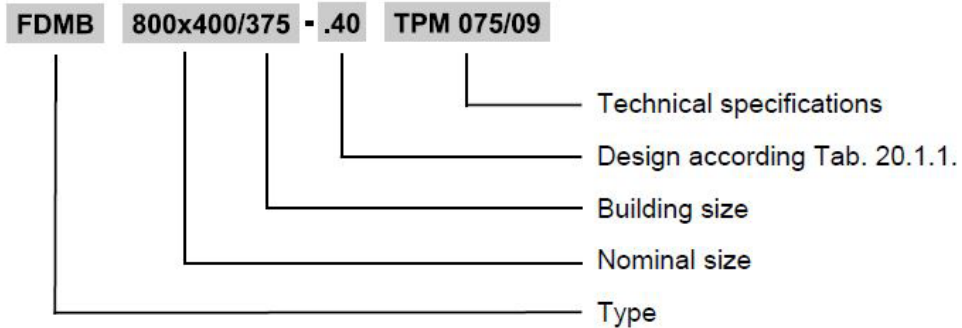 FDMB 800x400/375 - .40 TPM 075/09
Technical specifications
Design according Tab. 20.1.1.
Building size
Nominal size
Type